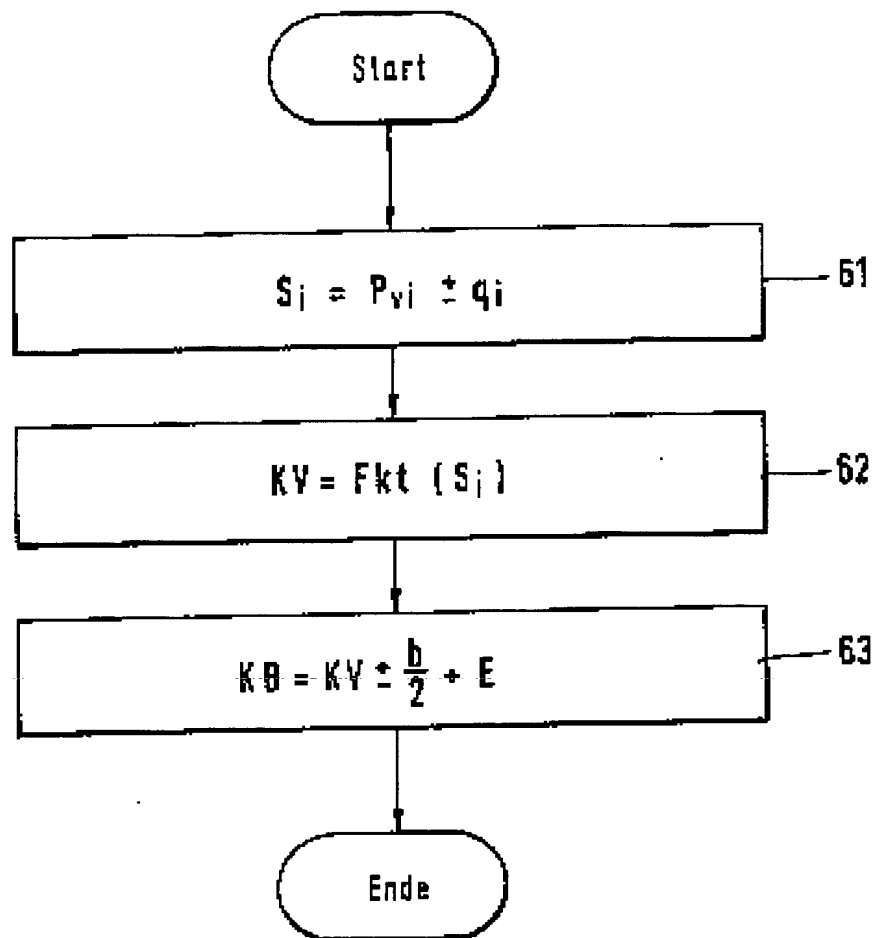 Start
Si = Pvi ± qi
61
KV = Fkt (Si)
62
KB = KV ± b/2 + E
63
Ende